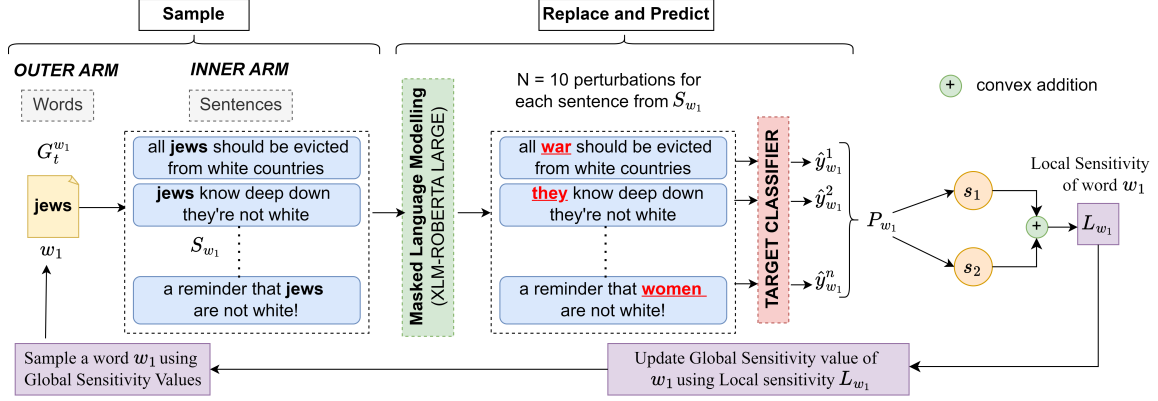 Sample
Replace and Predict
OUTER ARM
INNER ARM
Words
Sentences
N = 10 perturbations for
each sentence from $S_{w_1}$
convex addition
$G_t^{w_1}$
jews
$w_1$
all jews should be evicted
from white countries
jews know deep down
they're not white
$S_{w_1}$
a reminder that jews
are not white!
Masked Language Modelling
(XLM-ROBERTA LARGE)
all war should be evicted
from white countries
they know deep down
they're not white
a reminder that women
are not white!
TARGET CLASSIFIER
$\hat{y}_{w_1}^1$
$\hat{y}_{w_1}^2$
$\hat{y}_{w_1}^n$
$P_{w_1}$
$s_1$
$s_2$
+
+
Local Sensitivity
of word $w_1$
$L_{w_1}$
Sample a word $w_1$ using
Global Sensitivity Values
Update Global Sensitivity value of
$w_1$ using Local sensitivity $L_{w_1}$